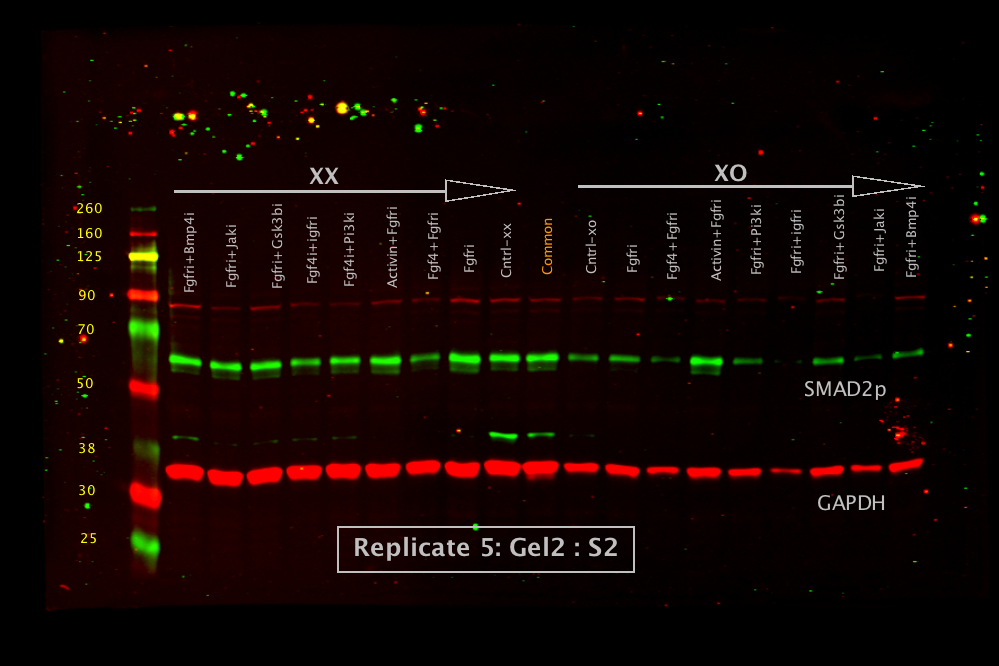 XX
XO
260
160
125
90
70
50
38
30
25
Fgfri+Bmp4i
Fgfri+Jaki
Fgfri+Gsk3bi
Fgf4i+igfri
Fgf4i+Pi3ki
Activin+Fgfri
Fgf4+Fgfri
Fgfri
Cntrl-xx
Common
Cntrl-xo
Fgfri
Fgf4+Fgfri
Activin+Fgfri
Fgfri+Pi3ki
Fgfri+igfri
Fgfri+Gsk3bi
Fgfri+Jaki
Fgfri+Bmp4i
SMAD2p
GAPDH
Replicate 5: Gel2 : S2